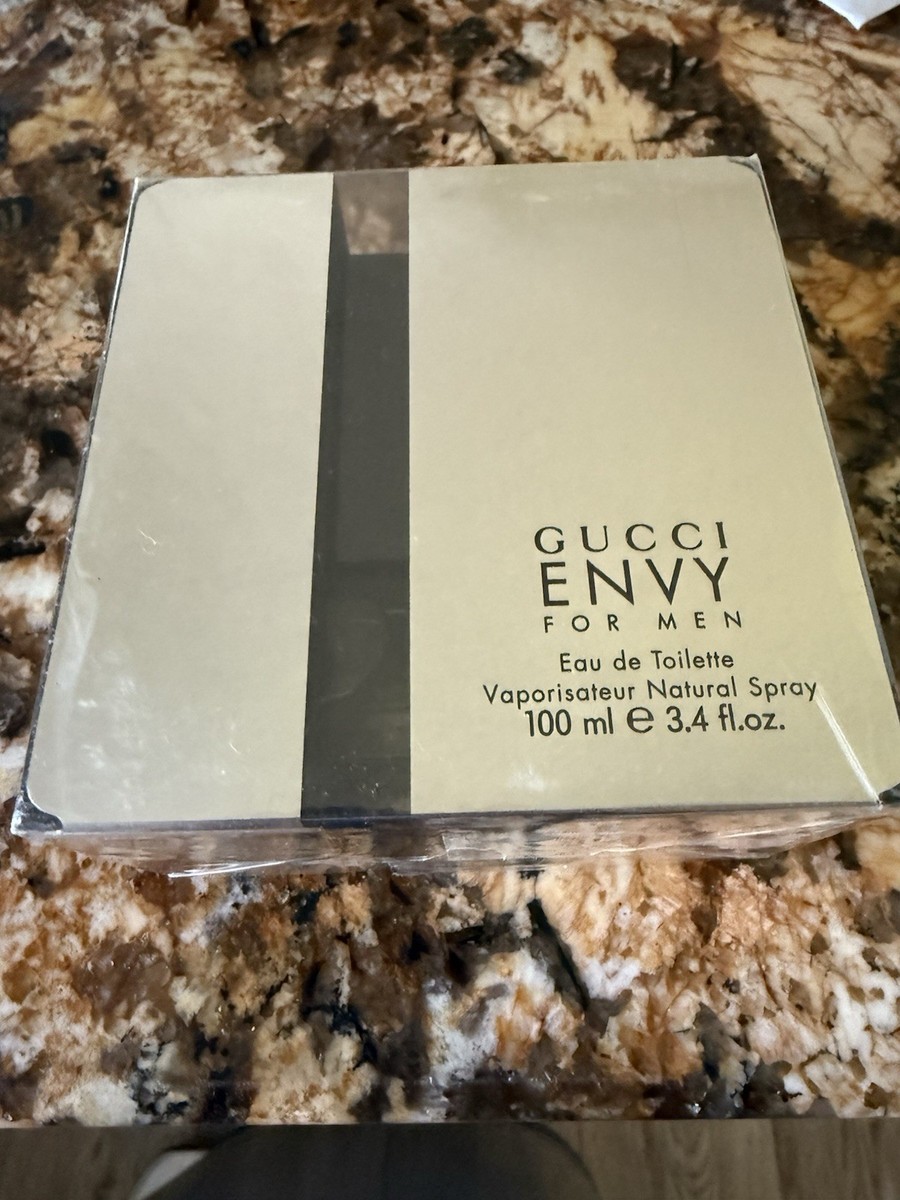 GUCCI
ENVY
FOR MEN
Eau de Toilette
Vaporisateur Natural Spray
100 ml e 3.4 fl.oz.